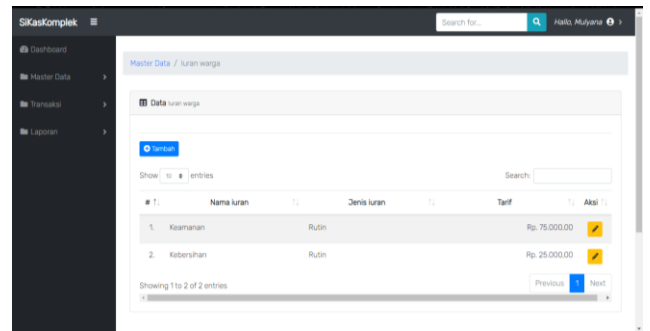 SiKasKomplek
Search for...
Hallo, Mulyana
Dashboard
Master Data
Transaksi
Laporan
Master Data / Iuran warga
Data Iuran warga
Tambah
Show 10 entries
Search:
# Nama iuran Jenis iuran Tarif Aksi
1. Keamanan Rutin Rp. 75.000,00
2. Kebersihan Rutin Rp. 25.000,00
Showing 1 to 2 of 2 entries
Previous 1 Next